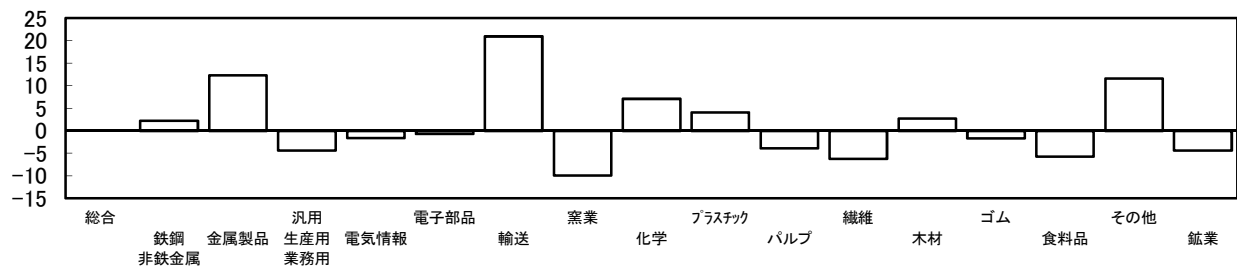 25
20
15
10
5
0
-5
-10
-15
総合
鉄鋼
非鉄金属
金属製品
汎用
生産用
業務用
電気情報
電子部品
輸送
窯業
化学
ﾌﾟﾗｽﾁｯｸ
パルプ
繊維
木材
ゴム
食料品
その他
鉱業